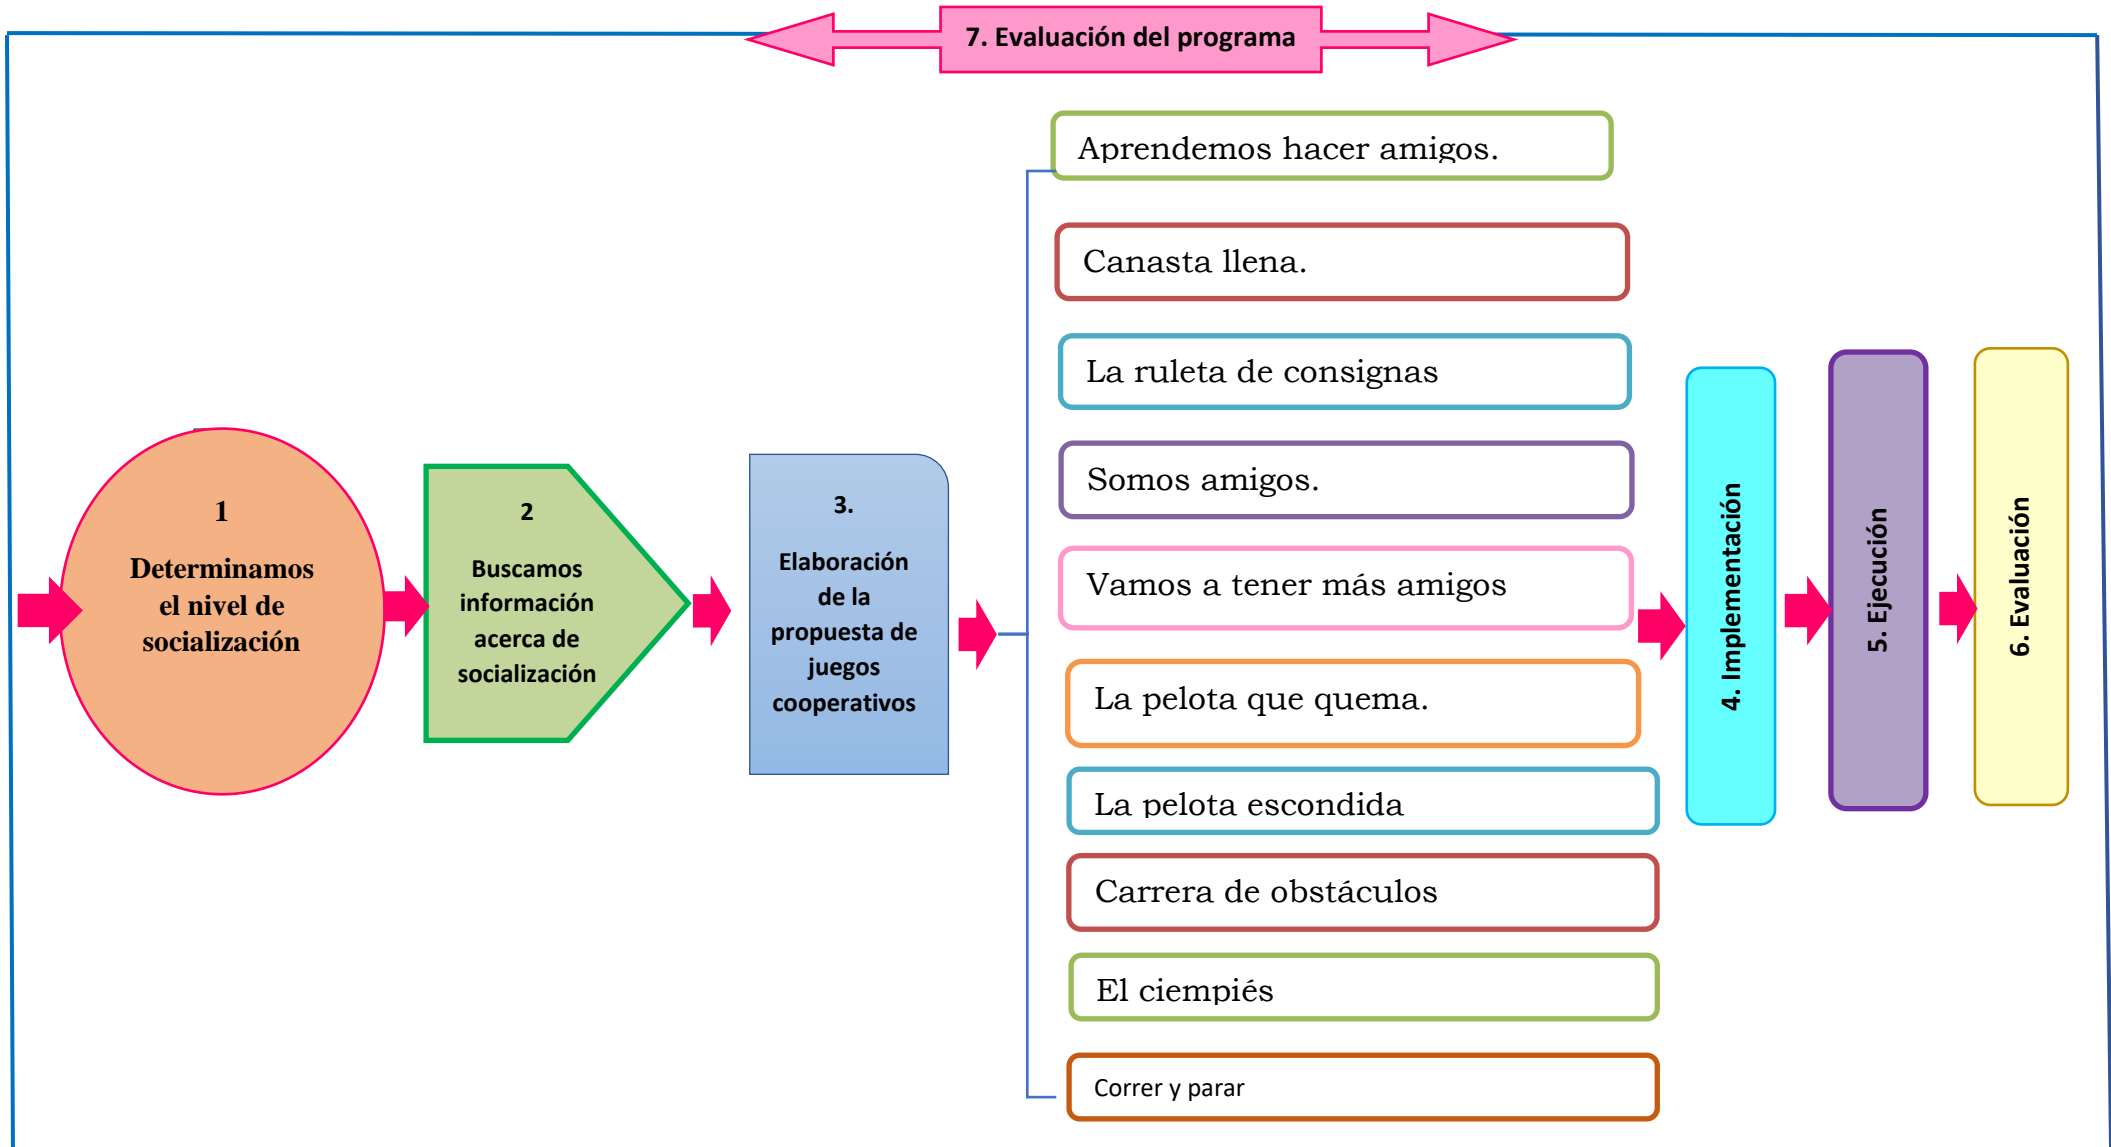 7. Evaluación del programa
1
Determinamos
el nivel de
socialización
2
Buscamos
información
acerca de
socialización
3.
Elaboración
de la
propuesta de
juegos
cooperativos
Aprendemos hacer amigos.
Canasta llena.
La ruleta de consignas
Somos amigos.
Vamos a tener más amigos
La pelota que quema.
La pelota escondida
Carrera de obstáculos
El ciempiés
Correr y parar
4. Implementación
5. Ejecución
6. Evaluación